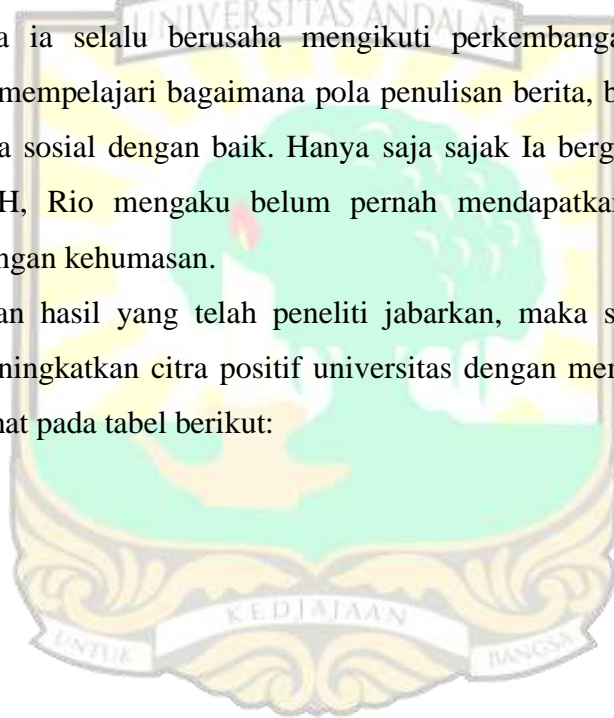 UNIVERSITAS ANDALAS
a ia selalu berusaha mengikuti perkembanga
mempelajari bagaimana pola penulisan berita, b
a sosial dengan baik. Hanya saja sajak Ia berg
H, Rio mengaku belum pernah mendapatka
ngan kehumasan.
an hasil yang telah peneliti jabarkan, maka s
ningkatkan citra positif universitas dengan men
hat pada tabel berikut:
KEDJAJAAN
UNTUK
BANGSA